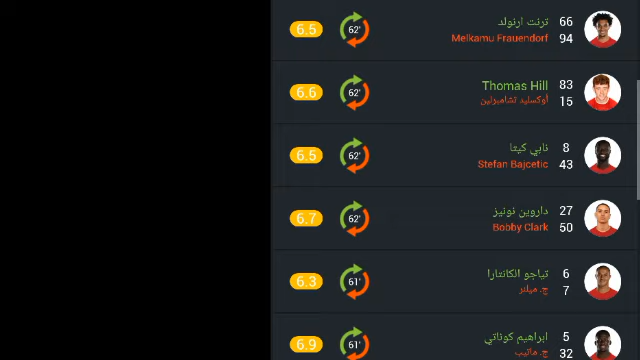 6.5 62' ترنت ارنولد 66
Melkamu Frauendorf 94
6.6 62' Thomas Hill 83
أوكسليد تشامبرلين 15
6.5 62' نابي كيتا 8
Stefan Bajcetic 43
6.7 62' داروين نونيز 27
Bobby Clark 50
6.3 61' تياجو الكانتارا 6
ج. ميلنر 7
6.9 61' ابراهيم كوناتي 5
ج. ماتيب 32